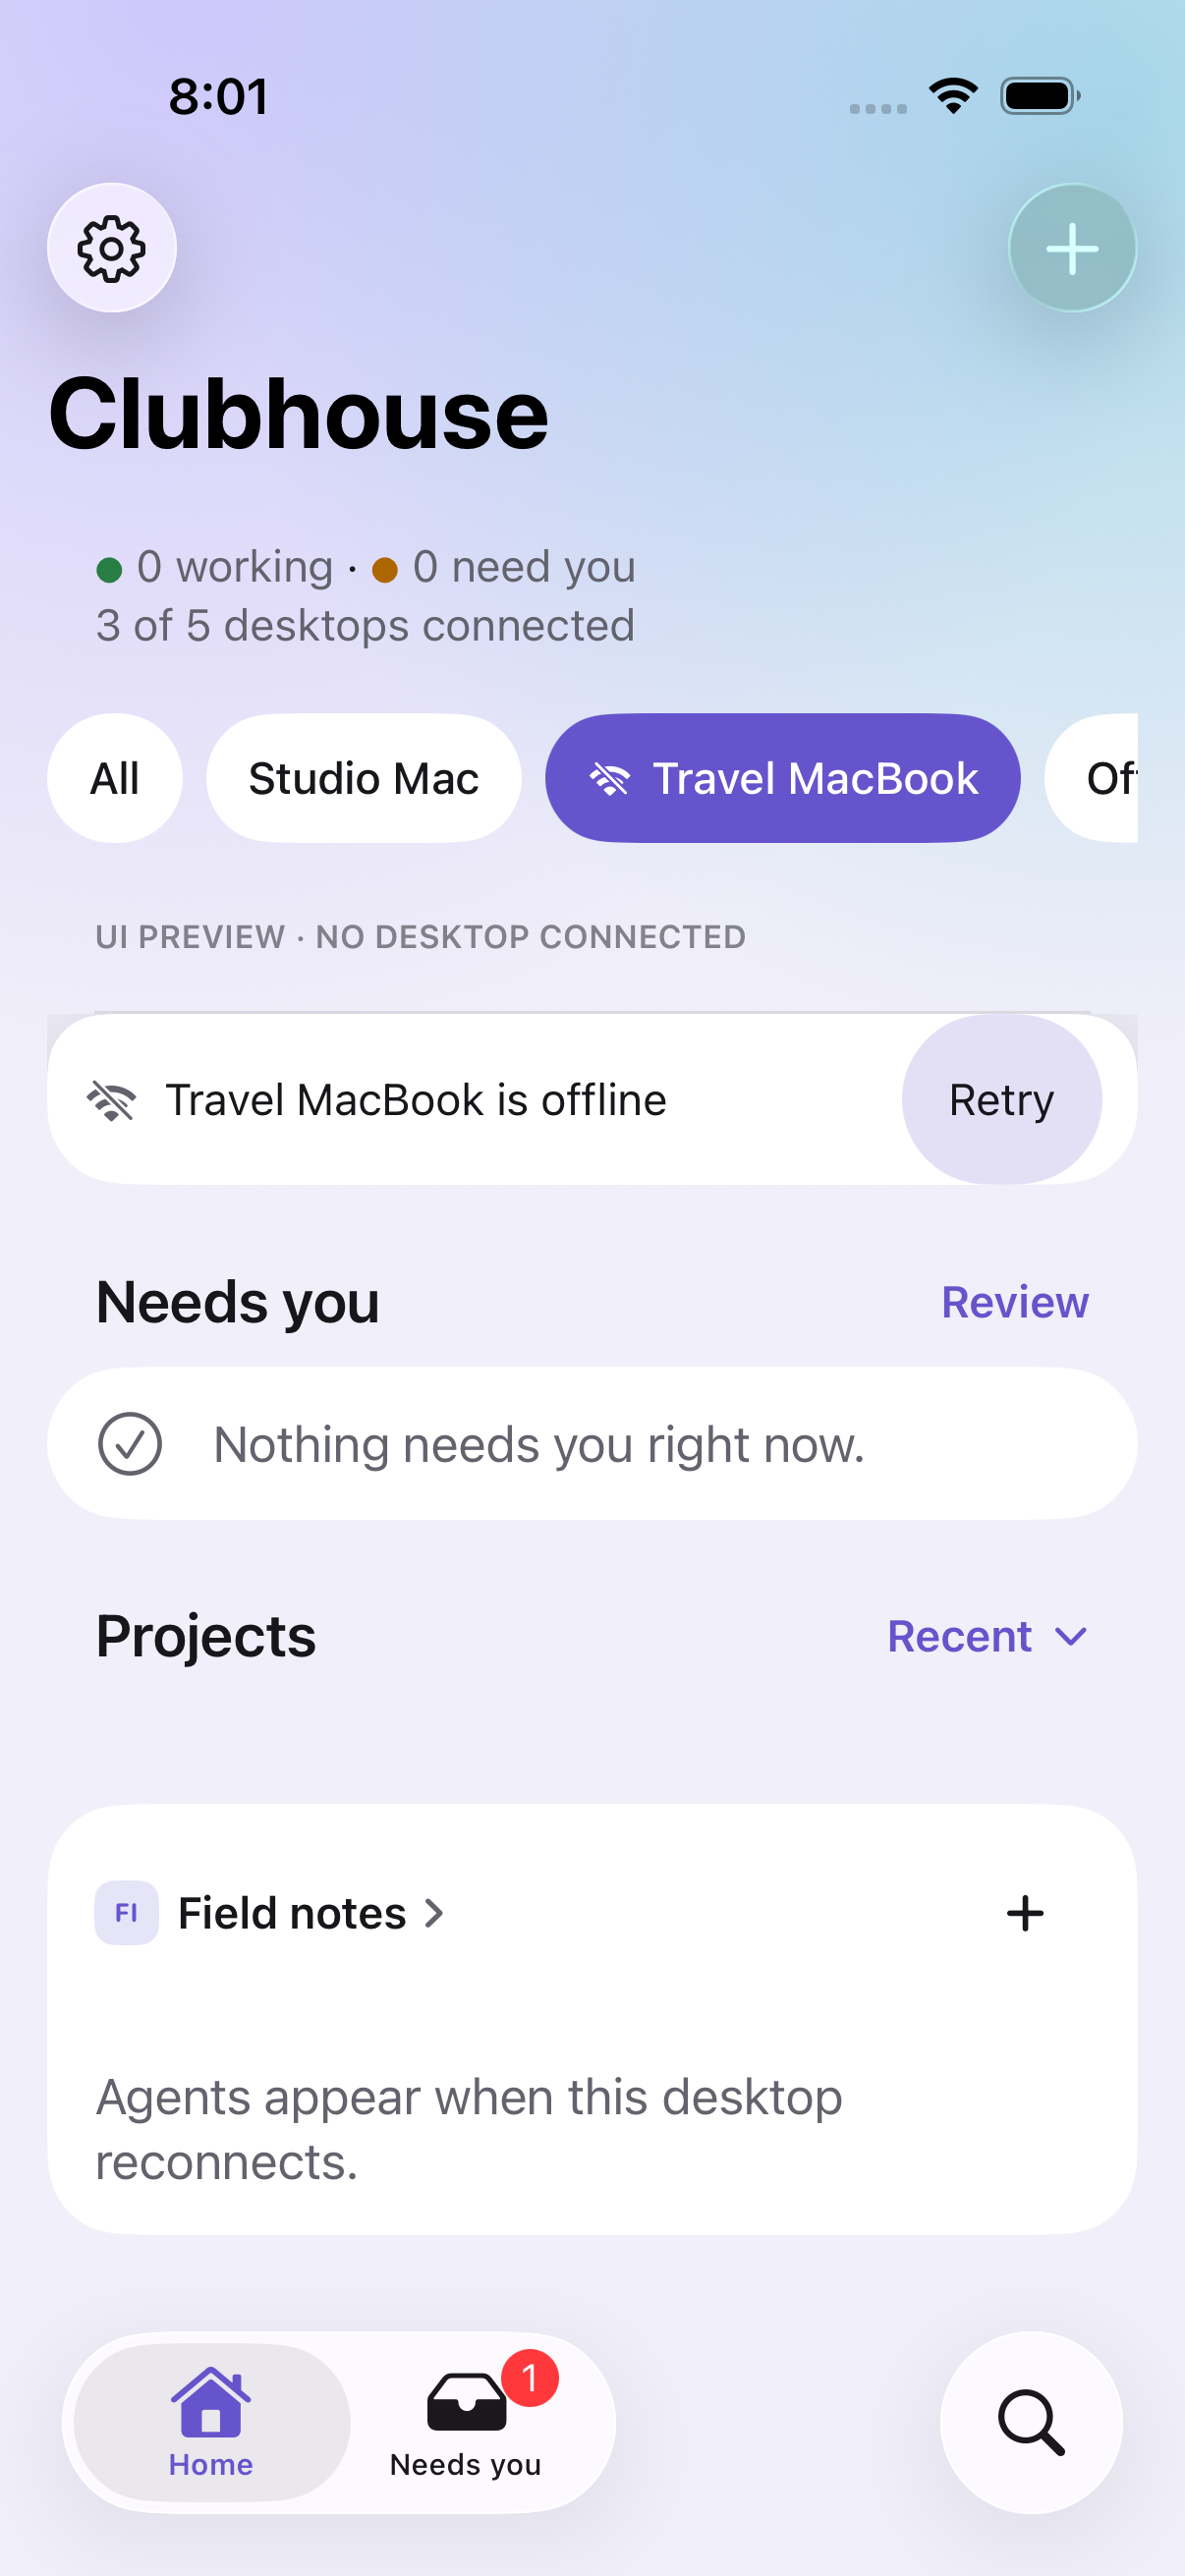 8:01
Clubhouse
0 working · 0 need you
3 of 5 desktops connected
All
Studio Mac
Travel MacBook
UI PREVIEW · NO DESKTOP CONNECTED
Travel MacBook is offline
Retry
Needs you
Review
Nothing needs you right now.
Projects
Recent
FI
Field notes
Agents appear when this desktop
reconnects.
1
Home
Needs you